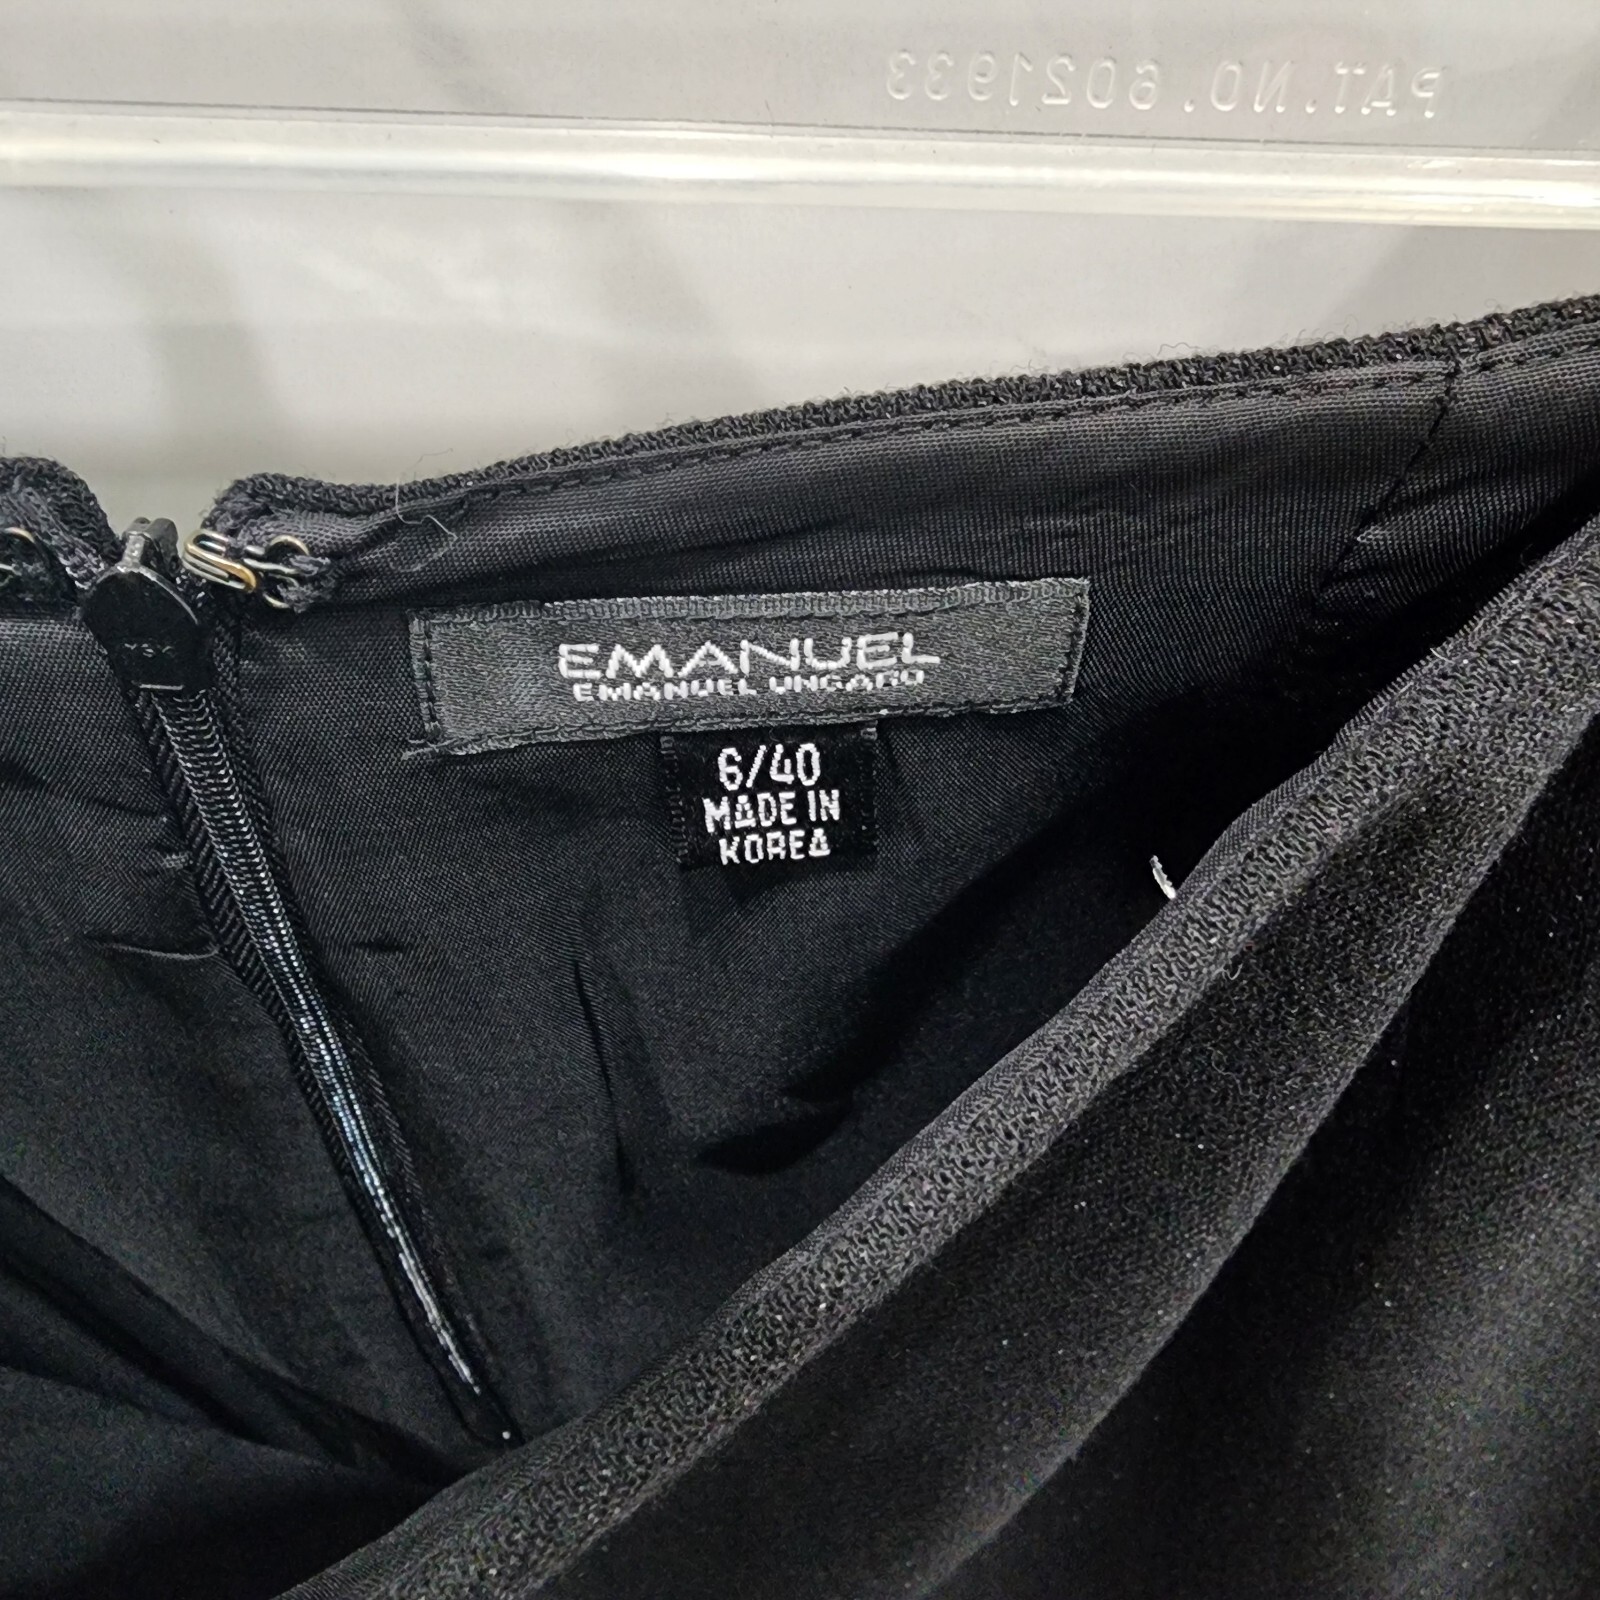 PAT.NO. 6021933
EMANUEL
EMANUEL UNGARO
6/40
MADE IN
KOREA